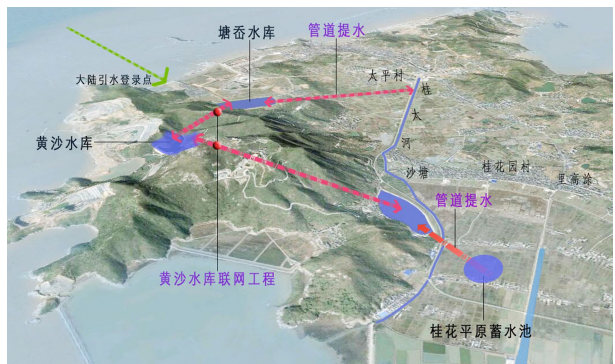 塘岙水库
管道提水
大陆引水登录点
太平村
桂
太
河
黄沙水库
沙塘
桂花园村
里高涂
管道提水
黄沙水库联网工程
桂花平原蓄水池